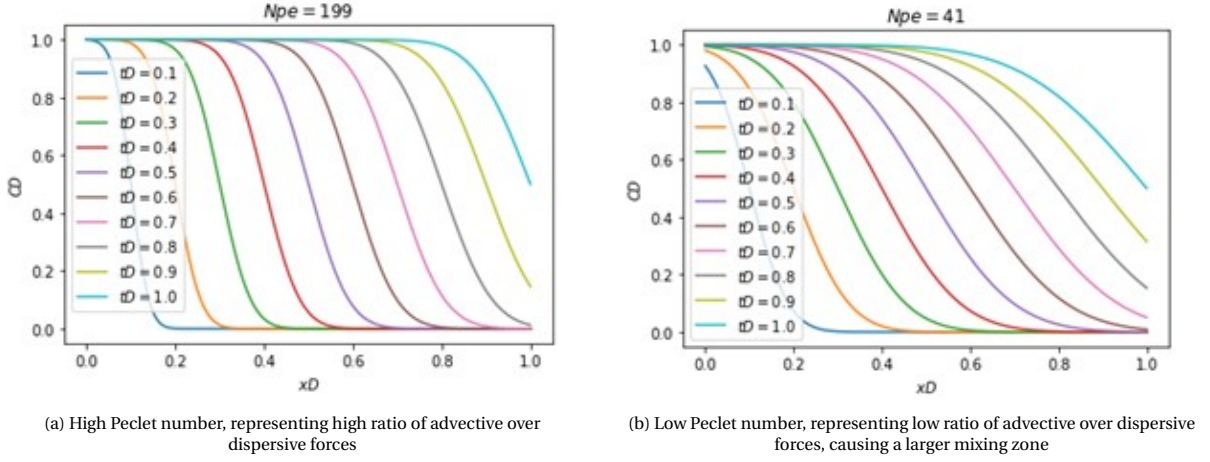 Npe = 199
CD
1.0
0.8
0.6
0.4
0.2
0.0
tD = 0.1
tD = 0.2
tD = 0.3
tD = 0.4
tD = 0.5
tD = 0.6
tD = 0.7
tD = 0.8
tD = 0.9
tD = 1.0
0.0 0.2 0.4 0.6 0.8 1.0
xD
(a) High Peclet number, representing high ratio of advective over
dispersive forces
Npe = 41
CD
1.0
0.8
0.6
0.4
0.2
0.0
tD = 0.1
tD = 0.2
tD = 0.3
tD = 0.4
tD = 0.5
tD = 0.6
tD = 0.7
tD = 0.8
tD = 0.9
tD = 1.0
0.0 0.2 0.4 0.6 0.8 1.0
xD
(b) Low Peclet number, representing low ratio of advective over dispersive
forces, causing a larger mixing zone